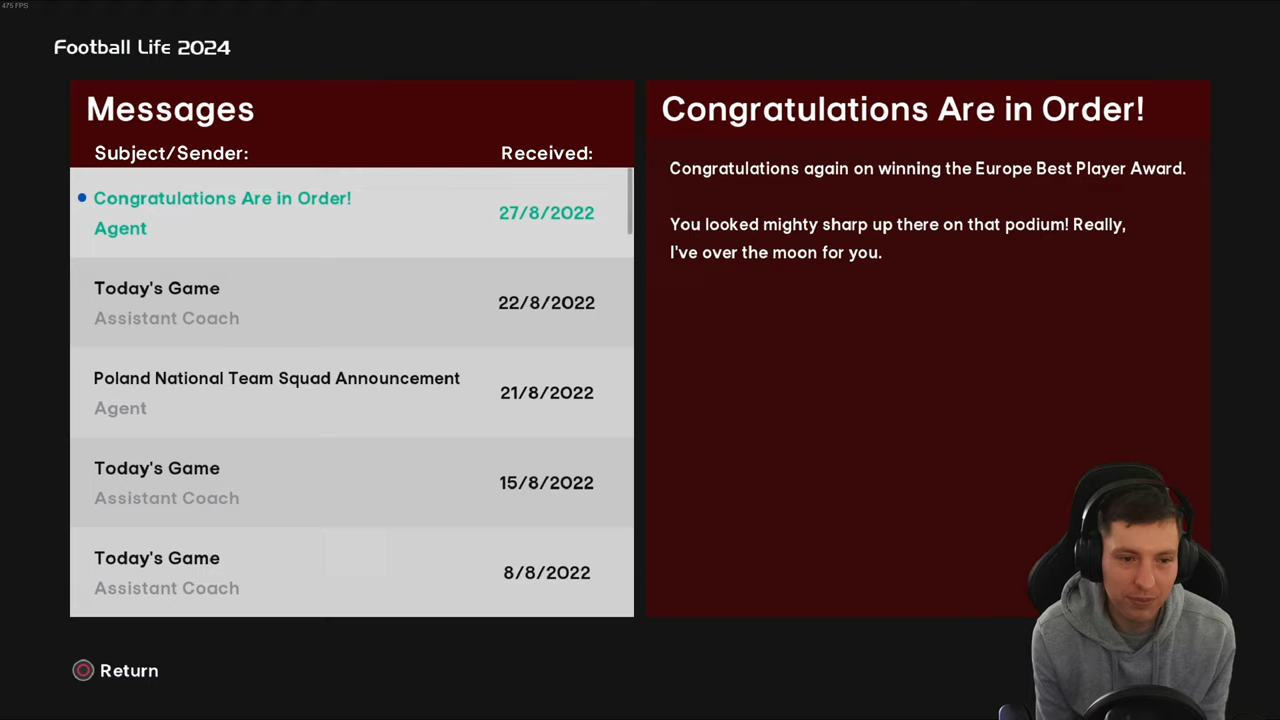 475 FPS
Football Life 2024
Messages
Subject/Sender: Received:
Congratulations Are in Order!
Agent
27/8/2022
Today's Game
Assistant Coach
22/8/2022
Poland National Team Squad Announcement
Agent
21/8/2022
Today's Game
Assistant Coach
15/8/2022
Today's Game
Assistant Coach
8/8/2022
Congratulations Are in Order!
Congratulations again on winning the Europe Best Player Award.
You looked mighty sharp up there on that podium! Really,
I've over the moon for you.
Return